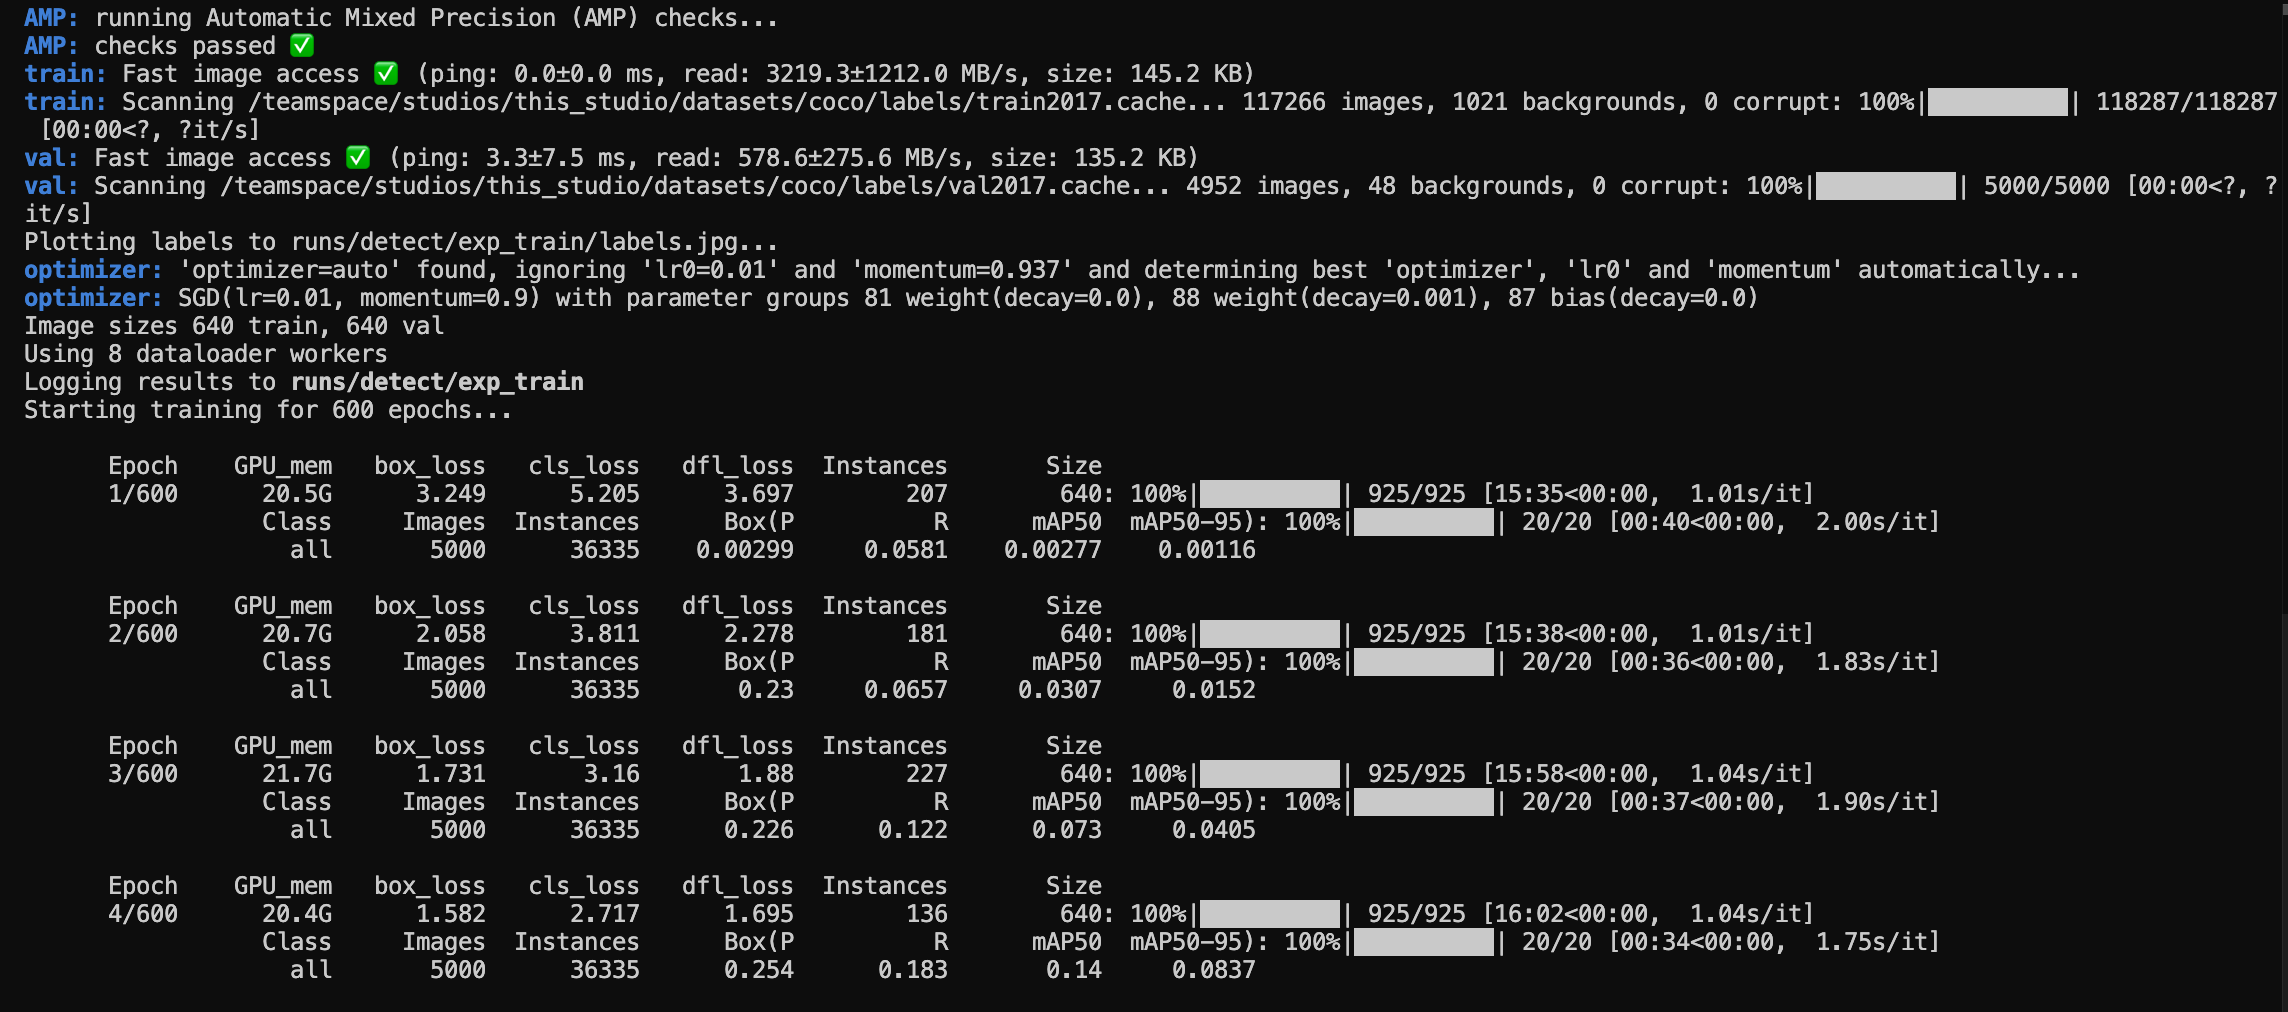 AMP: running Automatic Mixed Precision (AMP) checks...
AMP: checks passed ✅
train: Fast image access ✅ (ping: 0.0±0.0 ms, read: 3219.3±1212.0 MB/s, size: 145.2 KB)
train: Scanning /teamspace/studios/this_studio/datasets/coco/labels/train2017.cache... 117266 images, 1021 backgrounds, 0 corrupt: 100%|██████████| 118287/118287
[00:00<?, ?it/s]
val: Fast image access ✅ (ping: 3.3±7.5 ms, read: 578.6±275.6 MB/s, size: 135.2 KB)
val: Scanning /teamspace/studios/this_studio/datasets/coco/labels/val2017.cache... 4952 images, 48 backgrounds, 0 corrupt: 100%|██████████| 5000/5000 [00:00<?, ?
it/s]
Plotting labels to runs/detect/exp_train/labels.jpg...
optimizer: 'optimizer=auto' found, ignoring 'lr0=0.01' and 'momentum=0.937' and determining best 'optimizer', 'lr0' and 'momentum' automatically...
optimizer: SGD(lr=0.01, momentum=0.9) with parameter groups 81 weight(decay=0.0), 88 weight(decay=0.001), 87 bias(decay=0.0)
Image sizes 640 train, 640 val
Using 8 dataloader workers
Logging results to runs/detect/exp_train
Starting training for 600 epochs...
Epoch GPU_mem box_loss cls_loss dfl_loss Instances Size
1/600 20.5G 3.249 5.205 3.697 207 640: 100%|██████████| 925/925 [15:35<00:00, 1.01s/it]
Class Images Instances Box(P R mAP50 mAP50-95): 100%|██████████| 20/20 [00:40<00:00, 2.00s/it]
all 5000 36335 0.00299 0.0581 0.00277 0.00116
Epoch GPU_mem box_loss cls_loss dfl_loss Instances Size
2/600 20.7G 2.058 3.811 2.278 181 640: 100%|██████████| 925/925 [15:38<00:00, 1.01s/it]
Class Images Instances Box(P R mAP50 mAP50-95): 100%|██████████| 20/20 [00:36<00:00, 1.83s/it]
all 5000 36335 0.23 0.0657 0.0307 0.0152
Epoch GPU_mem box_loss cls_loss dfl_loss Instances Size
3/600 21.7G 1.731 3.16 1.88 227 640: 100%|██████████| 925/925 [15:58<00:00, 1.04s/it]
Class Images Instances Box(P R mAP50 mAP50-95): 100%|██████████| 20/20 [00:37<00:00, 1.90s/it]
all 5000 36335 0.226 0.122 0.073 0.0405
Epoch GPU_mem box_loss cls_loss dfl_loss Instances Size
4/600 20.4G 1.582 2.717 1.695 136 640: 100%|██████████| 925/925 [16:02<00:00, 1.04s/it]
Class Images Instances Box(P R mAP50 mAP50-95): 100%|██████████| 20/20 [00:34<00:00, 1.75s/it]
all 5000 36335 0.254 0.183 0.14 0.0837